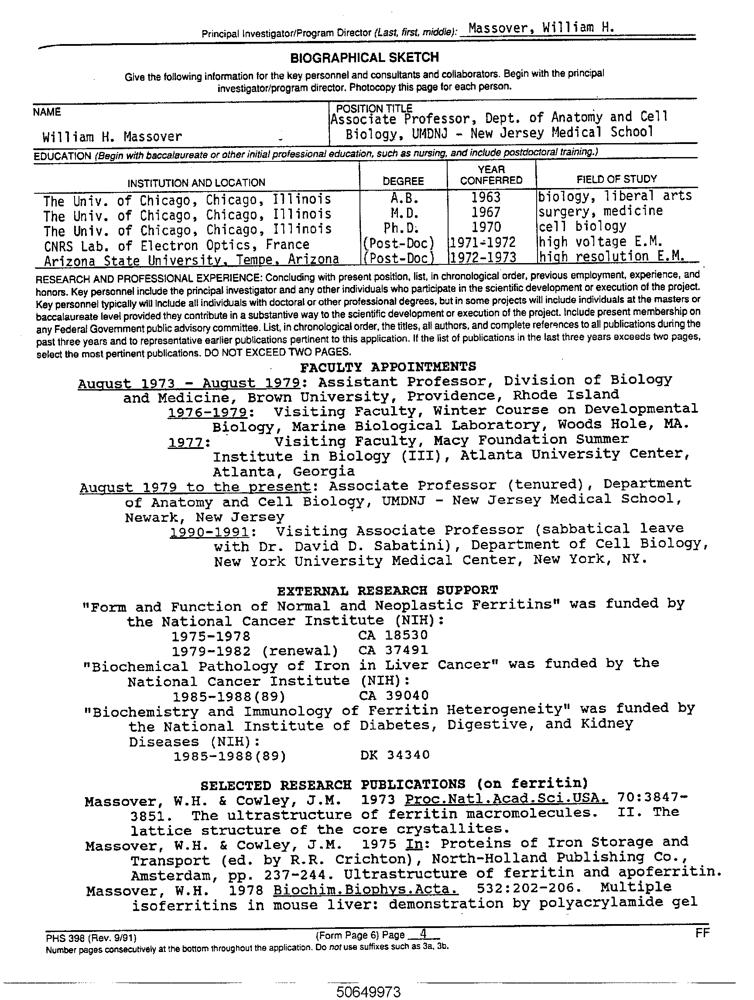 Principal Investigator/Program Director (Last, first, middle): Massover, William H.
BIOGRAPHICAL SKETCH
Give the following information for the key personnel and consultants and collaborators. Begin with the principal
investigator/program director. Photocopy this page for each person.
NAME
POSITION TITLE
William H. Massover
Associate Professor, Dept. of Anatomy and Cell
Biology, UMDNJ - New Jersey Medical School
EDUCATION (Begin with baccalaureate or other initial professional education, such as nursing, and include postdoctoral training.)
INSTITUTION AND LOCATION DEGREE YEAR CONFERRED FIELD OF STUDY
The Univ. of Chicago, Chicago, Illinois A.B. 1963 biology, liberal arts
The Univ. of Chicago, Chicago, Illinois M.D. 1967 surgery, medicine
The Univ. of Chicago, Chicago, Illinois Ph.D. 1970 cell biology
CNRS Lab. of Electron Optics, France (Post-Doc) 1971-1972 high voltage E.M.
Arizona State University, Tempe, Arizona (Post-Doc) 1972-1973 high resolution E.M.
RESEARCH AND PROFESSIONAL EXPERIENCE: Concluding with present position, list, in chronological order, previous employment, experience, and
honors. Key personnel include the principal investigator and any other individuals who participate in the scientific development or execution of the project.
Key personnel typically will include all individuals with doctoral or other professional degrees, but in some projects will include individuals at the masters or
baccalaureate level provided they contribute in a substantive way to the scientific development or execution of the project. Include present membership on
any Federal Government public advisory committee. List, in chronological order, the titles, all authors, and complete references to all publications during the
past three years and to representative earlier publications pertinent to this application. If the list of publications in the last three years exceeds two pages,
select the most pertinent publications. DO NOT EXCEED TWO PAGES.
FACULTY APPOINTMENTS
August 1973 - August 1979: Assistant Professor, Division of Biology
and Medicine, Brown University, Providence, Rhode Island
1976-1979: Visiting Faculty, Winter Course on Developmental
Biology, Marine Biological Laboratory, Woods Hole, MA.
1977: Visiting Faculty, Macy Foundation Summer
Institute in Biology (III), Atlanta University Center,
Atlanta, Georgia
August 1979 to the present: Associate Professor (tenured), Department
of Anatomy and Cell Biology, UMDNJ - New Jersey Medical School,
Newark, New Jersey
1990-1991: Visiting Associate Professor (sabbatical leave
with Dr. David D. Sabatini), Department of Cell Biology,
New York University Medical Center, New York, NY.
EXTERNAL RESEARCH SUPPORT
"Form and Function of Normal and Neoplastic Ferritins" was funded by
the National Cancer Institute (NIH):
1975-1978 CA 18530
1979-1982 (renewal) CA 37491
"Biochemical Pathology of Iron in Liver Cancer" was funded by the
National Cancer Institute (NIH):
1985-1988(89) CA 39040
"Biochemistry and Immunology of Ferritin Heterogeneity" was funded by
the National Institute of Diabetes, Digestive, and Kidney
Diseases (NIH):
1985-1988(89) DK 34340
SELECTED RESEARCH PUBLICATIONS (on ferritin)
Massover, W.H. & Cowley, J.M. 1973 Proc.Natl.Acad.Sci.USA. 70:3847-
3851. The ultrastructure of ferritin macromolecules. II. The
lattice structure of the core crystallites.
Massover, W.H. & Cowley, J.M. 1975 In: Proteins of Iron Storage and
Transport (ed. by R.R. Crichton), North-Holland Publishing Co.,
Amsterdam, pp. 237-244. Ultrastructure of ferritin and apoferritin.
Massover, W.H. 1978 Biochim.Biophys.Acta. 532:202-206. Multiple
isoferritins in mouse liver: demonstration by polyacrylamide gel
PHS 398 (Rev. 9/91) (Form Page 6) Page 4 FF
Number pages consecutively at the bottom throughout the application. Do not use suffixes such as 3a, 3b.
50649973